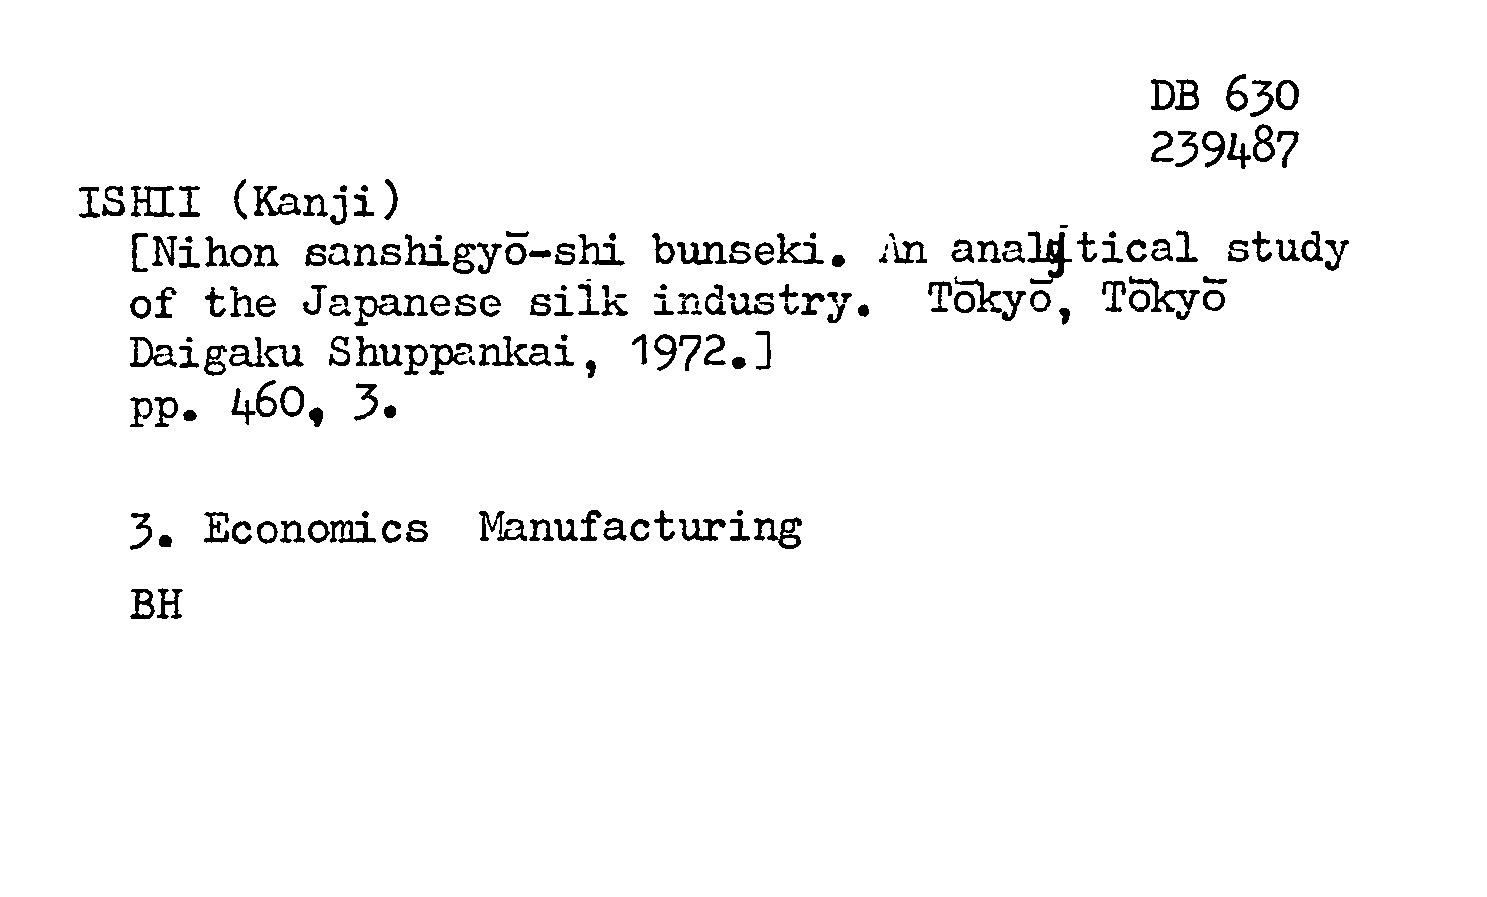 DB 630
239487
ISHII (Kanji)
[Nihon sanshigyō-shi bunseki. An analytical study
of the Japanese silk industry. Tōkyō, Tōkyō
Daigaku Shuppankai, 1972.]
pp. 460, 3.
3. Economics Manufacturing
BH